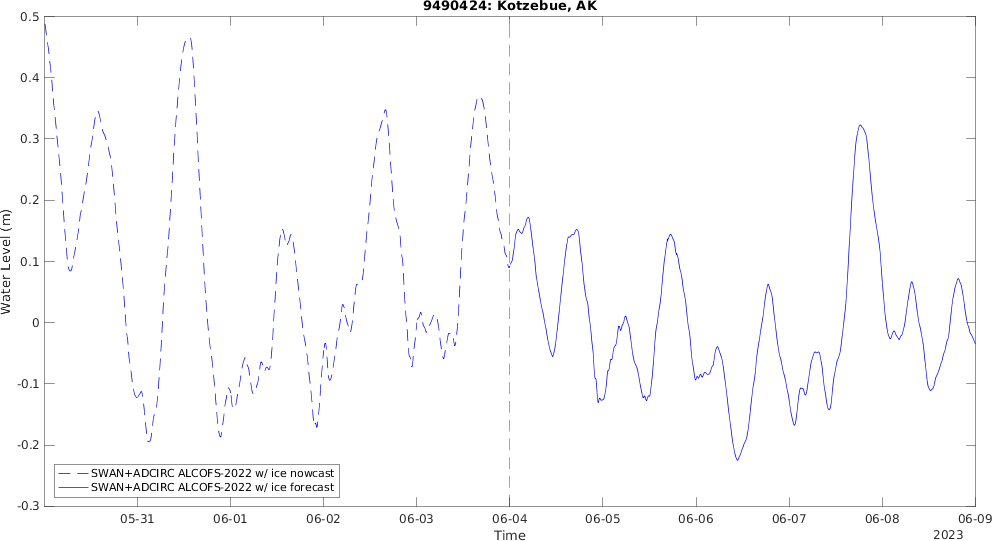 9490424: Kotzebue, AK
Water Level (m)
0.5
0.4
0.3
0.2
0.1
0
-0.1
-0.2
-0.3
SWAN+ADCIRC ALCOFS-2022 w/ ice nowcast
SWAN+ADCIRC ALCOFS-2022 w/ ice forecast
05-31 06-01 06-02 06-03 06-04 06-05 06-06 06-07 06-08 06-09
Time
2023